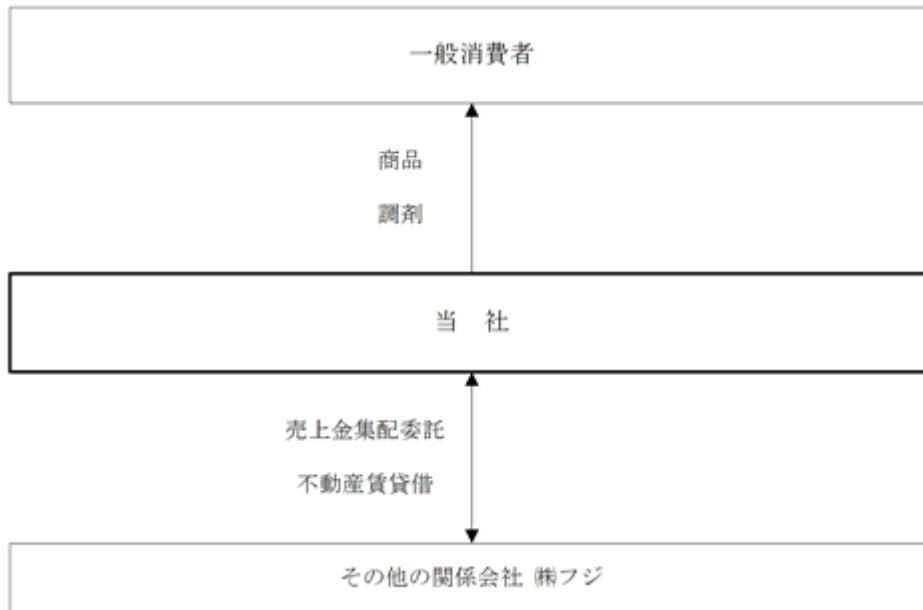 一般消費者
商品
調剤
当　社
売上金集配委託
不動産賃貸借
その他の関係会社 ㈱フジ